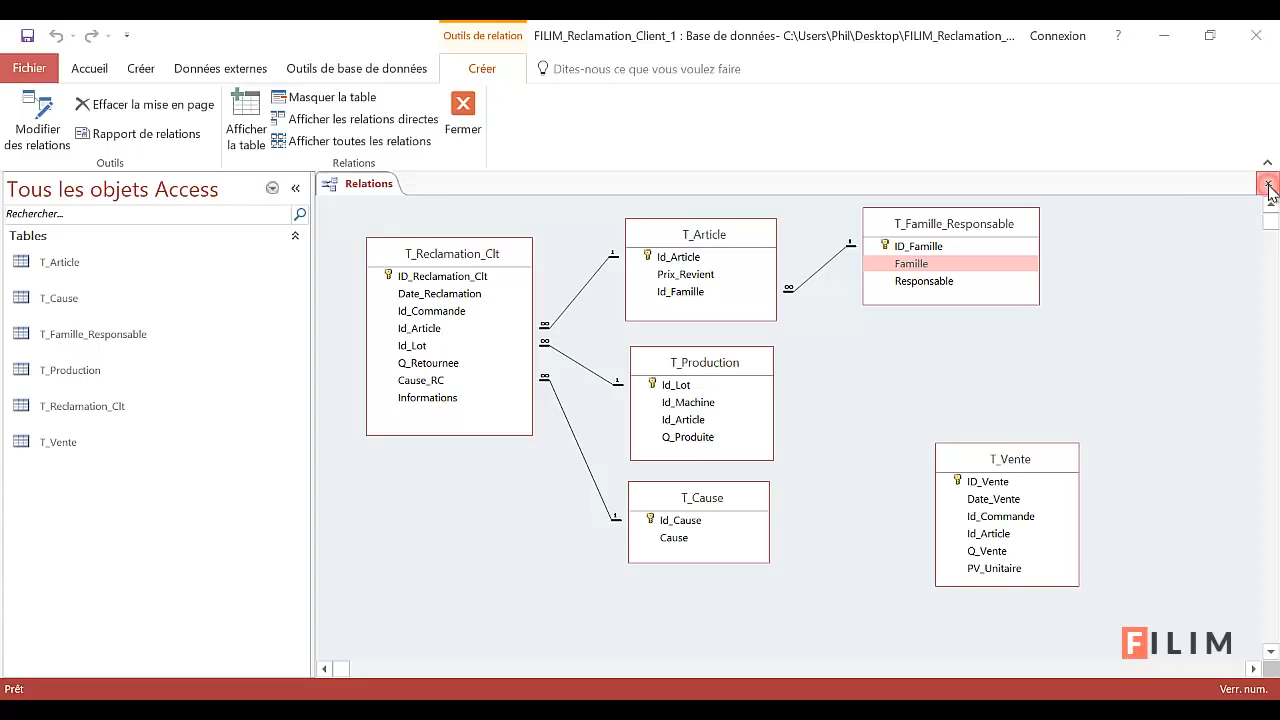 Outils de relation
FILIM_Reclamation_Client_1 : Base de données- C:\Users\Phil\Desktop\FILIM_Reclamation_...
Connexion
?
Fichier
Accueil
Créer
Données externes
Outils de base de données
Créer
Dites-nous ce que vous voulez faire
Modifier
des relations
Effacer la mise en page
Rapport de relations
Outils
Afficher
la table
Masquer la table
Afficher les relations directes
Afficher toutes les relations
Relations
Fermer
Tous les objets Access
Rechercher...
Tables
T_Article
T_Cause
T_Famille_Responsable
T_Production
T_Reclamation_Clt
T_Vente
Relations
T_Reclamation_Clt
ID_Reclamation_Clt
Date_Reclamation
Id_Commande
Id_Article
Id_Lot
Q_Retournee
Cause_RC
Informations
T_Article
Id_Article
Prix_Revient
Id_Famille
T_Famille_Responsable
ID_Famille
Famille
Responsable
1
∞
1
∞
∞
1
∞
1
T_Production
Id_Lot
Id_Machine
Id_Article
Q_Produite
T_Cause
Id_Cause
Cause
T_Vente
ID_Vente
Date_Vente
Id_Commande
Id_Article
Q_Vente
PV_Unitaire
FILIM
Prêt
Verr. num.